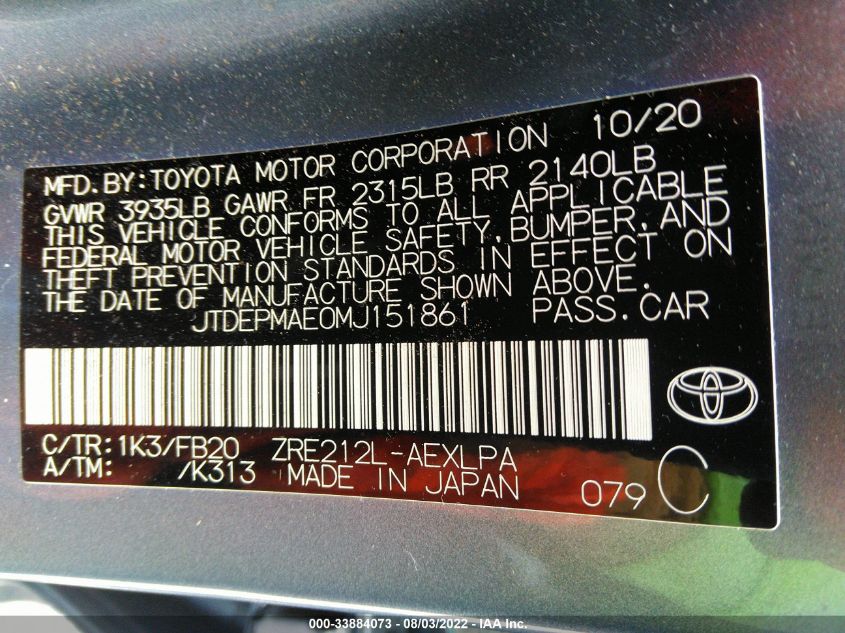 MFD.BY:TOYOTA MOTOR CORPORATION 10/20
GVWR 3935LB GAWR FR 2315LB RR 2140LB
THIS VEHICLE CONFORMS TO ALL APPLICABLE
FEDERAL MOTOR VEHICLE SAFETY,BUMPER,AND
THEFT PREVENTION STANDARDS IN EFFECT ON
THE DATE OF MANUFACTURE SHOWN ABOVE.
JTDEPMAE0MJ151861 PASS.CAR
C/TR:1K3/FB20 ZRE212L-AEXLPA
A/TM: /K313 MADE IN JAPAN 079 C
000-33884073 - 08/03/2022 - IAA Inc.